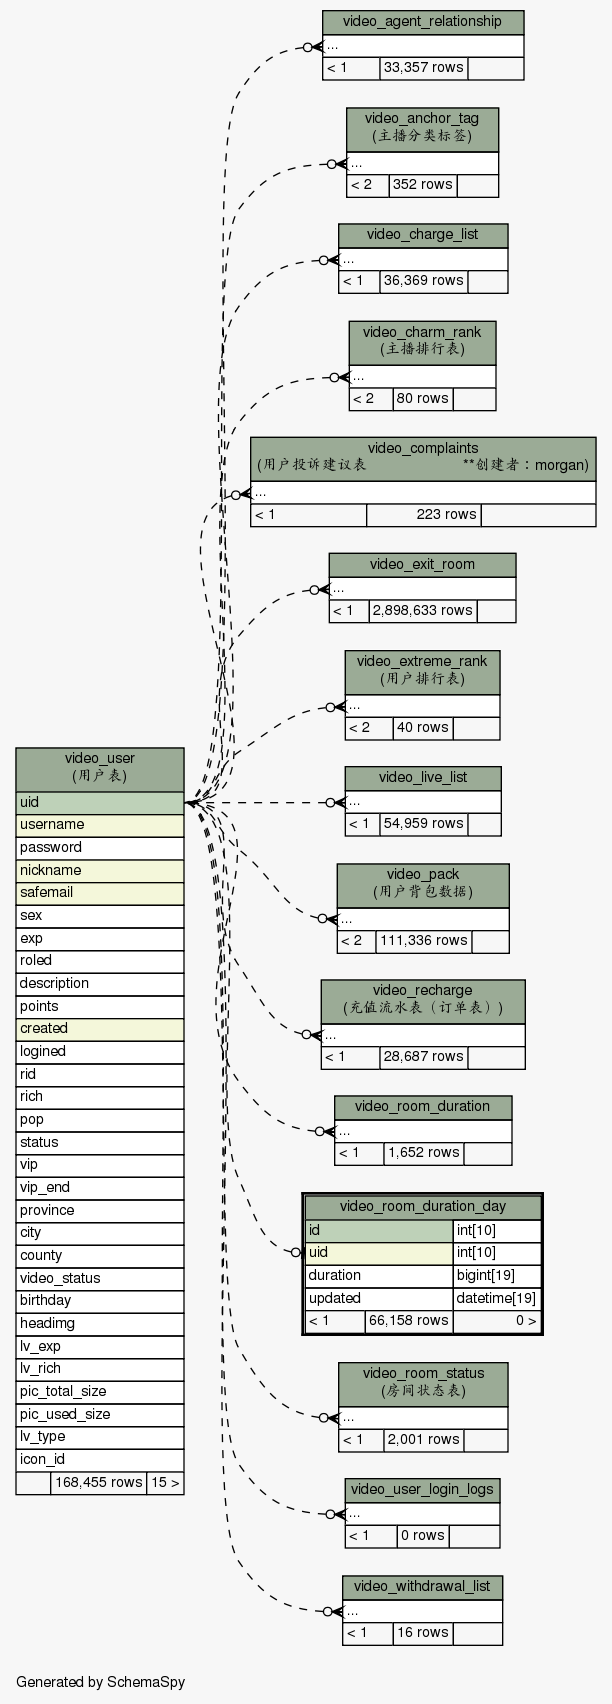 video_agent_relationship
...
< 1 33,357 rows
video_anchor_tag
(主播分类标签)
...
< 2 352 rows
video_charge_list
...
< 1 36,369 rows
video_charm_rank
(主播排行表)
...
< 2 80 rows
video_complaints
(用户投诉建议表 **创建者：morgan)
...
< 1 223 rows
video_exit_room
...
< 1 2,898,633 rows
video_extreme_rank
(用户排行表)
...
< 2 40 rows
video_user
(用户表)
uid
username
password
nickname
safemail
sex
exp
roled
description
points
created
logined
rid
rich
pop
status
vip
vip_end
province
city
county
video_status
birthday
headimg
lv_exp
lv_rich
pic_total_size
pic_used_size
lv_type
icon_id
168,455 rows 15 >
video_live_list
...
< 1 54,959 rows
video_pack
(用户背包数据)
...
< 2 111,336 rows
video_recharge
(充值流水表（订单表）)
...
< 1 28,687 rows
video_room_duration
...
< 1 1,652 rows
video_room_duration_day
id int[10]
uid int[10]
duration bigint[19]
updated datetime[19]
< 1 66,158 rows 0 >
video_room_status
(房间状态表)
...
< 1 2,001 rows
video_user_login_logs
...
< 1 0 rows
video_withdrawal_list
...
< 1 16 rows
Generated by SchemaSpy